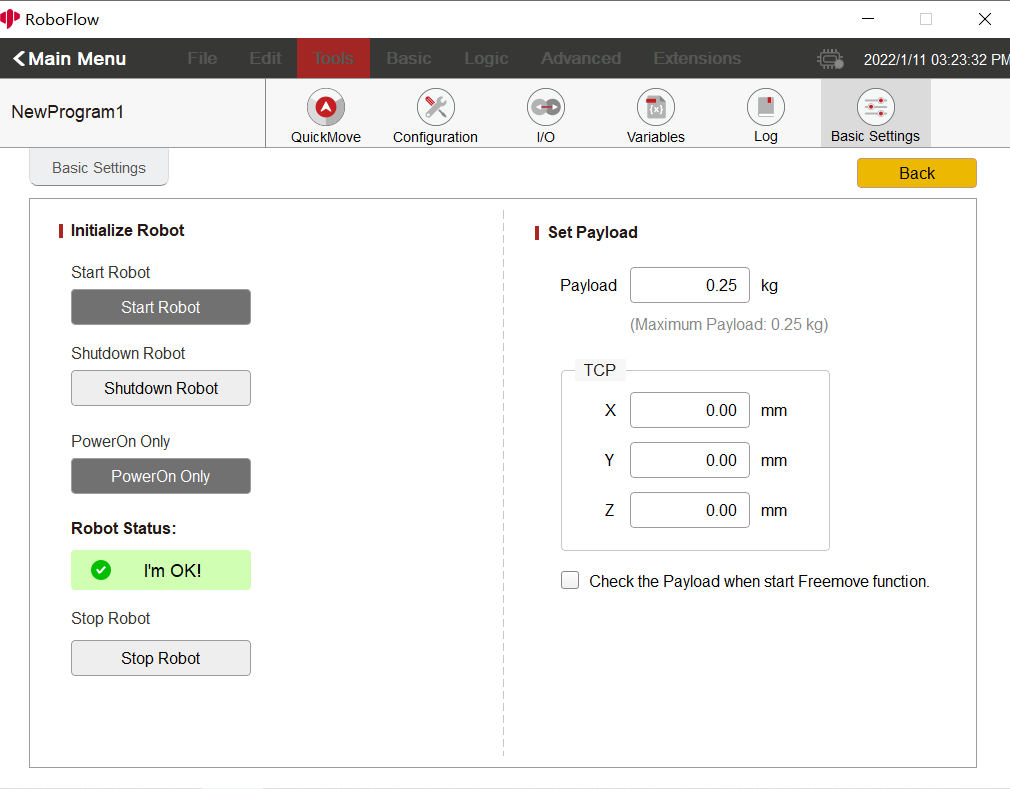 RoboFlow
Main Menu File Edit Tools Basic Logic Advanced Extensions 2022/1/11 03:23:32 PM
NewProgram1
QuickMove Configuration I/O Variables Log Basic Settings
Basic Settings
Back
Initialize Robot
Start Robot
Start Robot
Shutdown Robot
Shutdown Robot
PowerOn Only
PowerOn Only
Robot Status:
I'm OK!
Stop Robot
Stop Robot
Set Payload
Payload 0.25 kg
(Maximum Payload: 0.25 kg)
TCP
X 0.00 mm
Y 0.00 mm
Z 0.00 mm
Check the Payload when start Freemove function.